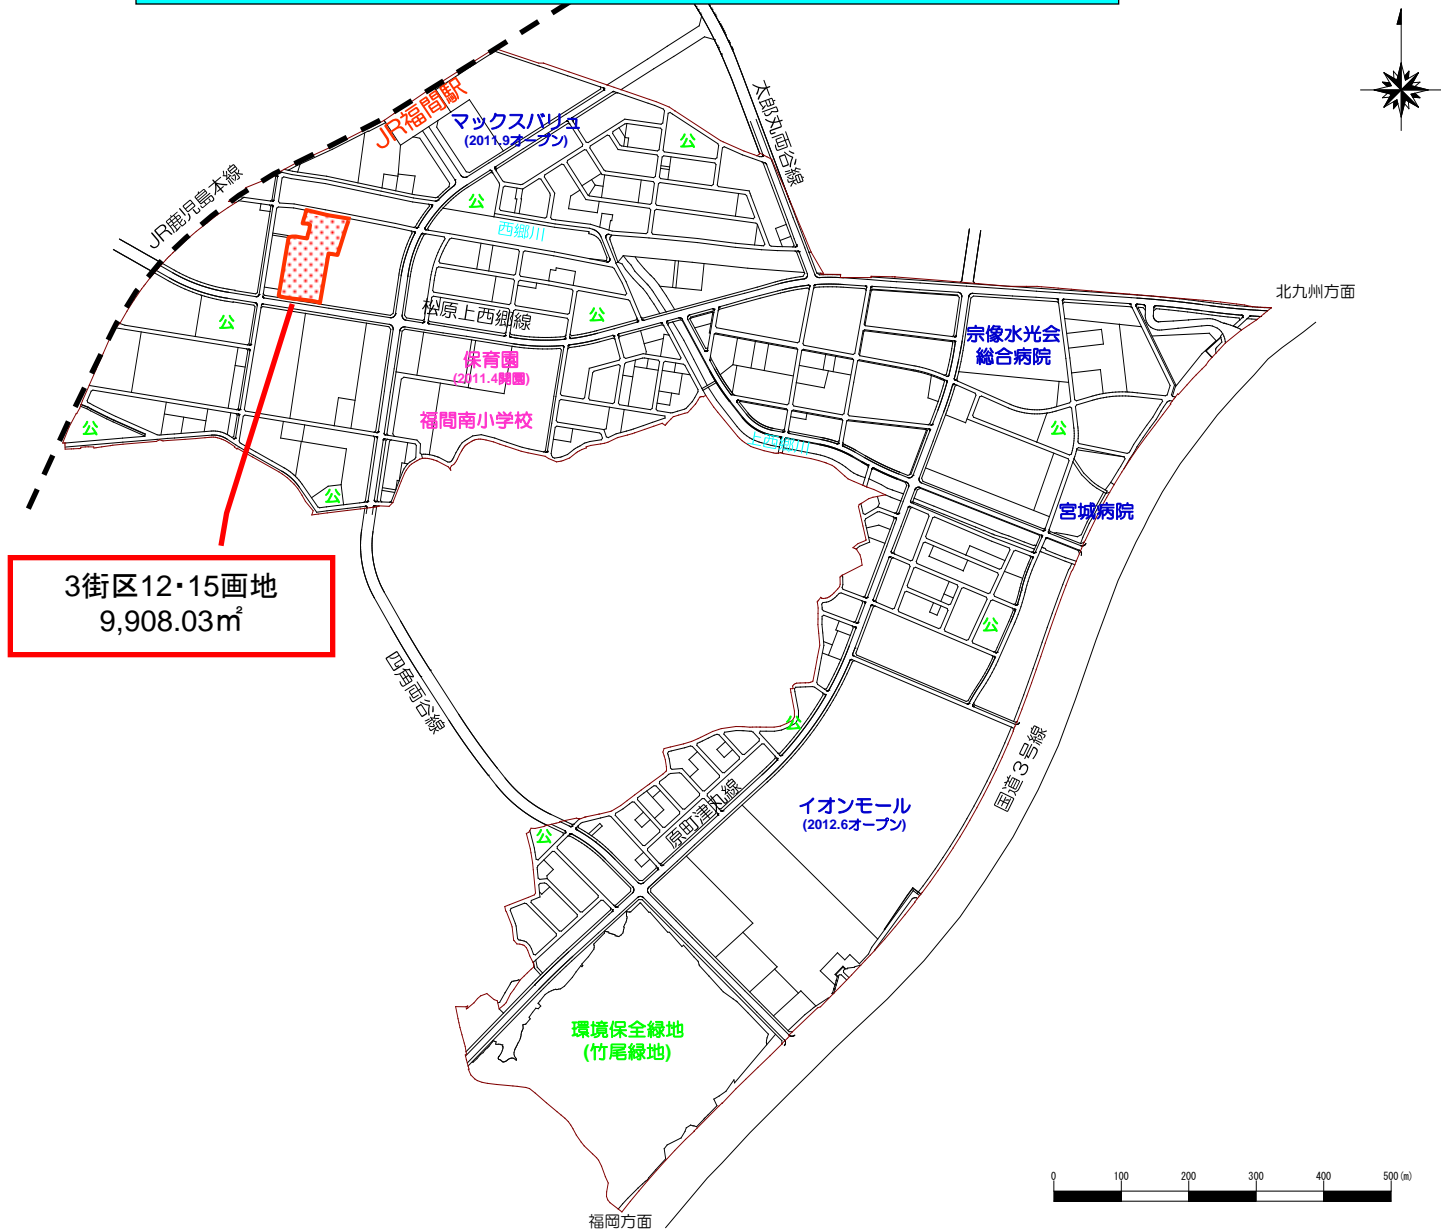 JR福間駅
マックスバリュ
(2011.9オープン)
太郎丸両谷線
公
JR鹿児島本線
公
西郷川
北九州方面
松原上西郷線
公
公
宗像水光会
総合病院
保育園
(2011.4開園)
福間南小学校
公
公
上西郷川
公
宮城病院
3街区12・15画地
9,908.03㎡
公
四角両谷線
公
国道3号線
原町津丸線
イオンモール
(2012.6オープン)
公
環境保全緑地
(竹尾緑地)
0 100 200 300 400 500(m)
福岡方面